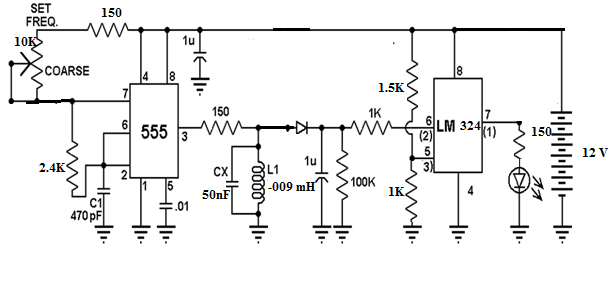 SET
FREQ.
150
10K
COARSE
1u
4
8
7
6
555
3
2
1
5
2.4K
C1
470 pF
.01
150
CX
50nF
L1
-009 mH
1u
100K
1K
1.5K
1K
6
(2)
5
3)
LM 324
8
7
(1)
4
150
12 V